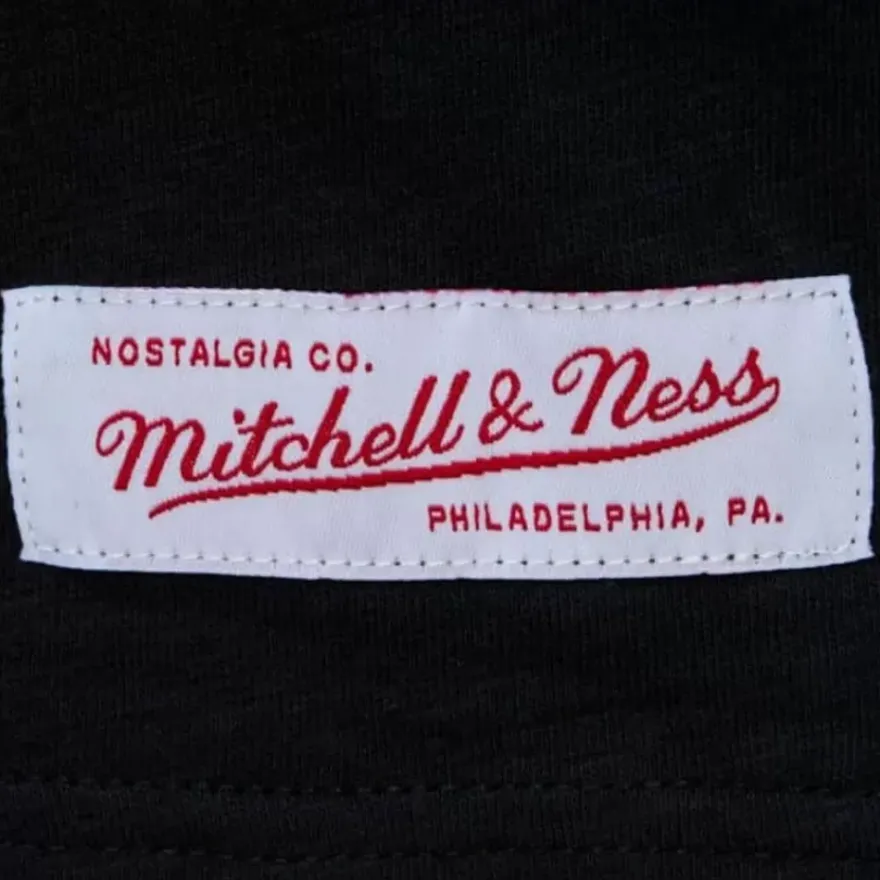 NOSTALGIA CO.
Mitchell & Ness
PHILADELPHIA, PA.